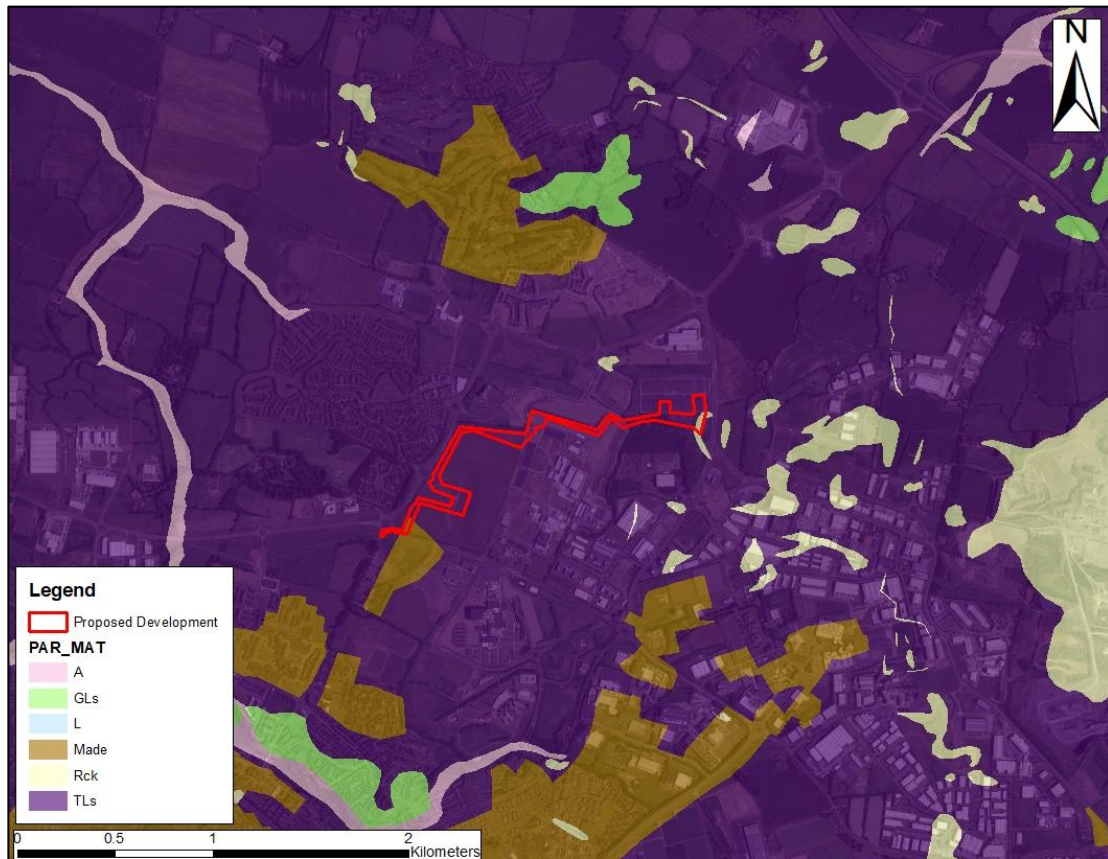 N
Legend
Proposed Development
PAR_MAT
A
GLs
L
Made
Rck
TLs
0 0.5 1 2
Kilometers